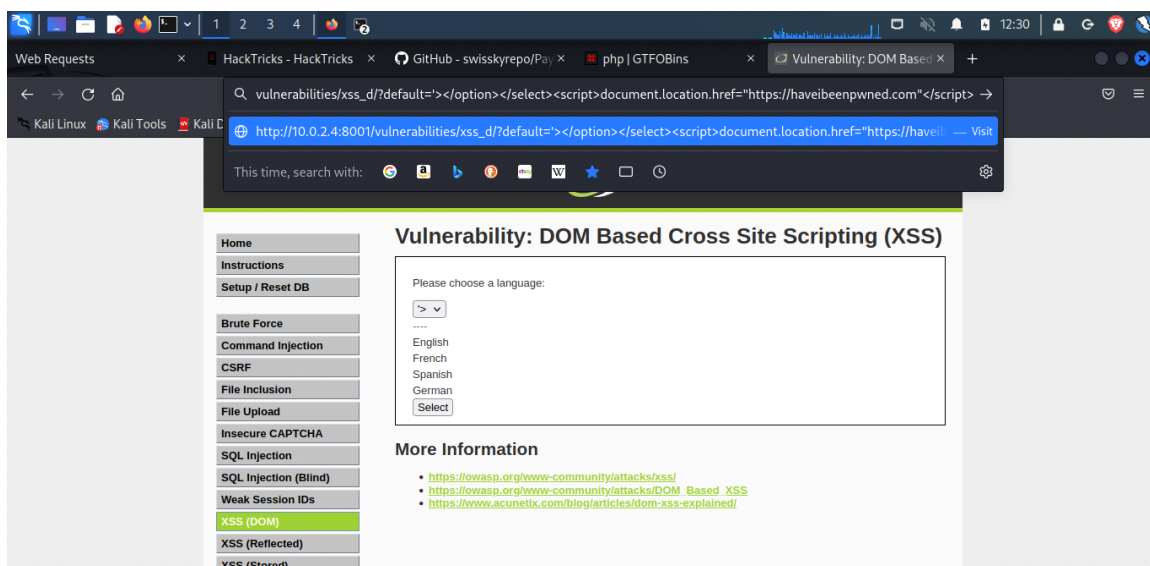 1 2 3 4 2 12:30
Web Requests × HackTricks - HackTricks × GitHub - swisskyrepo/Pay × php | GTFOBins × Vulnerability: DOM Based × +
vulnerabilities/xss_d/?default='></option></select><script>document.location.href="https://haveibeenpwned.com"</script>
Kali Linux Kali Tools Kali D
http://10.0.2.4:8001/vulnerabilities/xss_d/?default='></option></select><script>document.location.href="https://haveib — Visit
This time, search with:
Vulnerability: DOM Based Cross Site Scripting (XSS)
Home
Instructions
Setup / Reset DB
Brute Force
Command Injection
CSRF
File Inclusion
File Upload
Insecure CAPTCHA
SQL Injection
SQL Injection (Blind)
Weak Session IDs
XSS (DOM)
XSS (Reflected)
XSS (Stored)
Please choose a language:
'>
----
English
French
Spanish
German
Select
More Information
https://owasp.org/www-community/attacks/xss/
https://owasp.org/www-community/attacks/DOM_Based_XSS
https://www.acunetix.com/blog/articles/dom-xss-explained/